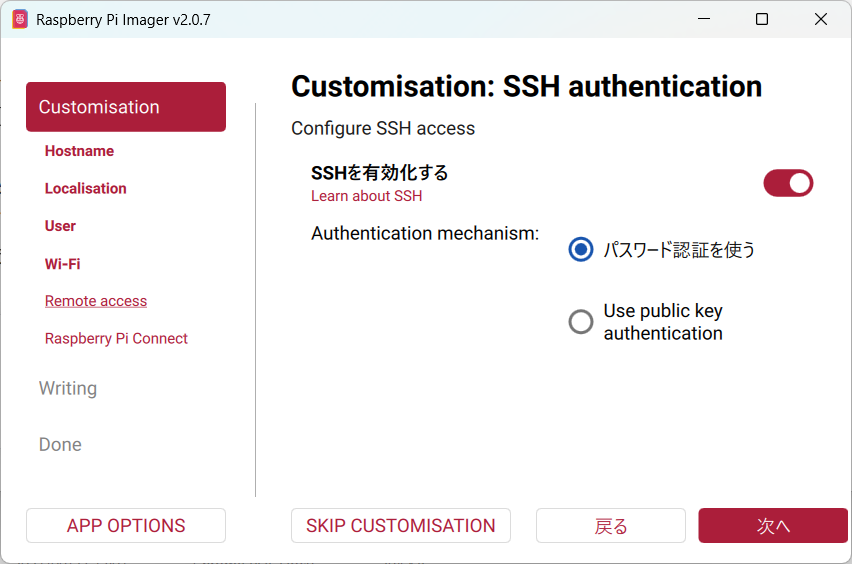 Raspberry Pi Imager v2.0.7
Customisation
Hostname
Localisation
User
Wi-Fi
Remote access
Raspberry Pi Connect
Writing
Done
APP OPTIONS
Customisation: SSH authentication
Configure SSH access
SSHを有効化する
Learn about SSH
Authentication mechanism:
パスワード認証を使う
Use public key
authentication
SKIP CUSTOMISATION
戻る
次へ